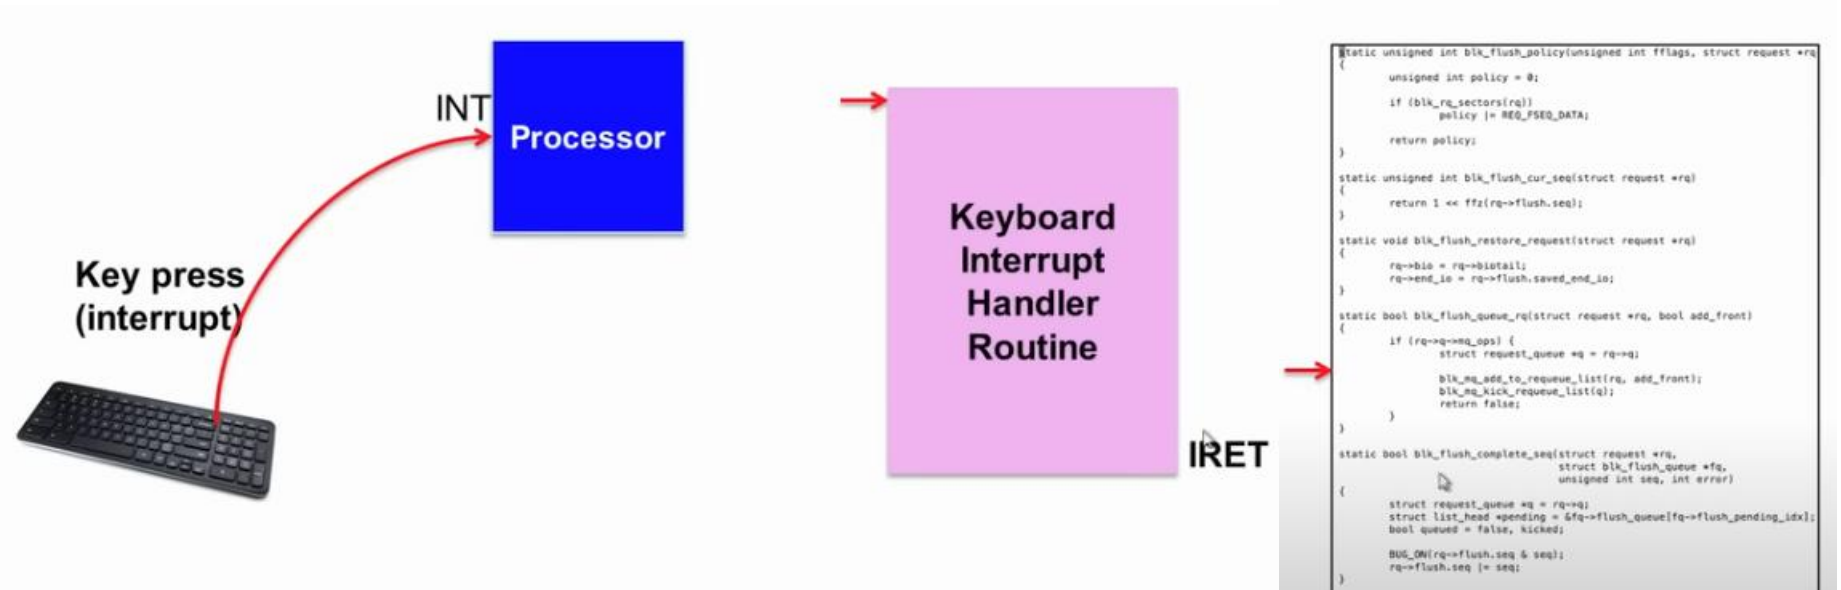 INT
Processor
Key press
(interrupt)
Keyboard
Interrupt
Handler
Routine
IRET
static unsigned int blk_flush_policy(unsigned int fflags, struct request *rq
{
unsigned int policy = 0;
if (blk_rq_sectors(rq))
policy |= REQ_FSEQ_DATA;
return policy;
}
static unsigned int blk_flush_cur_seq(struct request *rq)
{
return 1 << ffz(rq->flush.seq);
}
static void blk_flush_restore_request(struct request *rq)
{
rq->bio = rq->biotail;
rq->end_io = rq->flush.saved_end_io;
}
static bool blk_flush_queue_rq(struct request *rq, bool add_front)
{
if (rq->q->mq_ops) {
struct request_queue *q = rq->q;
blk_mq_add_to_requeue_list(rq, add_front);
blk_mq_kick_requeue_list(q);
return false;
}
}
static bool blk_flush_complete_seq(struct request *rq,
struct blk_flush_queue *fq,
unsigned int seq, int error)
{
struct request_queue *q = rq->q;
struct list_head *pending = &fq->flush_queue[fq->flush_pending_idx];
bool queued = false, kicked;
BUG_ON(rq->flush.seq & seq);
rq->flush.seq |= seq;
}